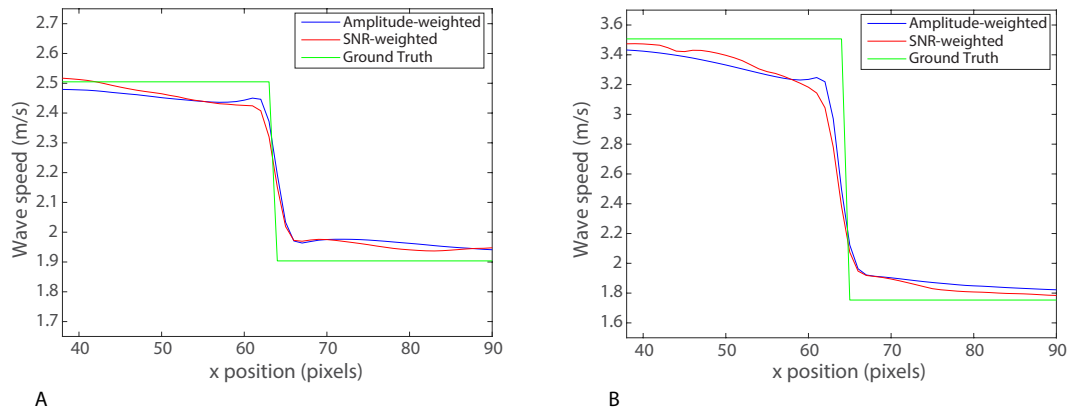 2.7
2.6
2.5
2.4
2.3
2.2
2.1
2
1.9
1.8
1.7
Wave speed (m/s)
40
50
60
70
80
90
x position (pixels)
Amplitude-weighted
SNR-weighted
Ground Truth
A
3.6
3.4
3.2
3
2.8
2.6
2.4
2.2
2
1.8
1.6
Wave speed (m/s)
40
50
60
70
80
90
x position (pixels)
Amplitude-weighted
SNR-weighted
Ground Truth
B